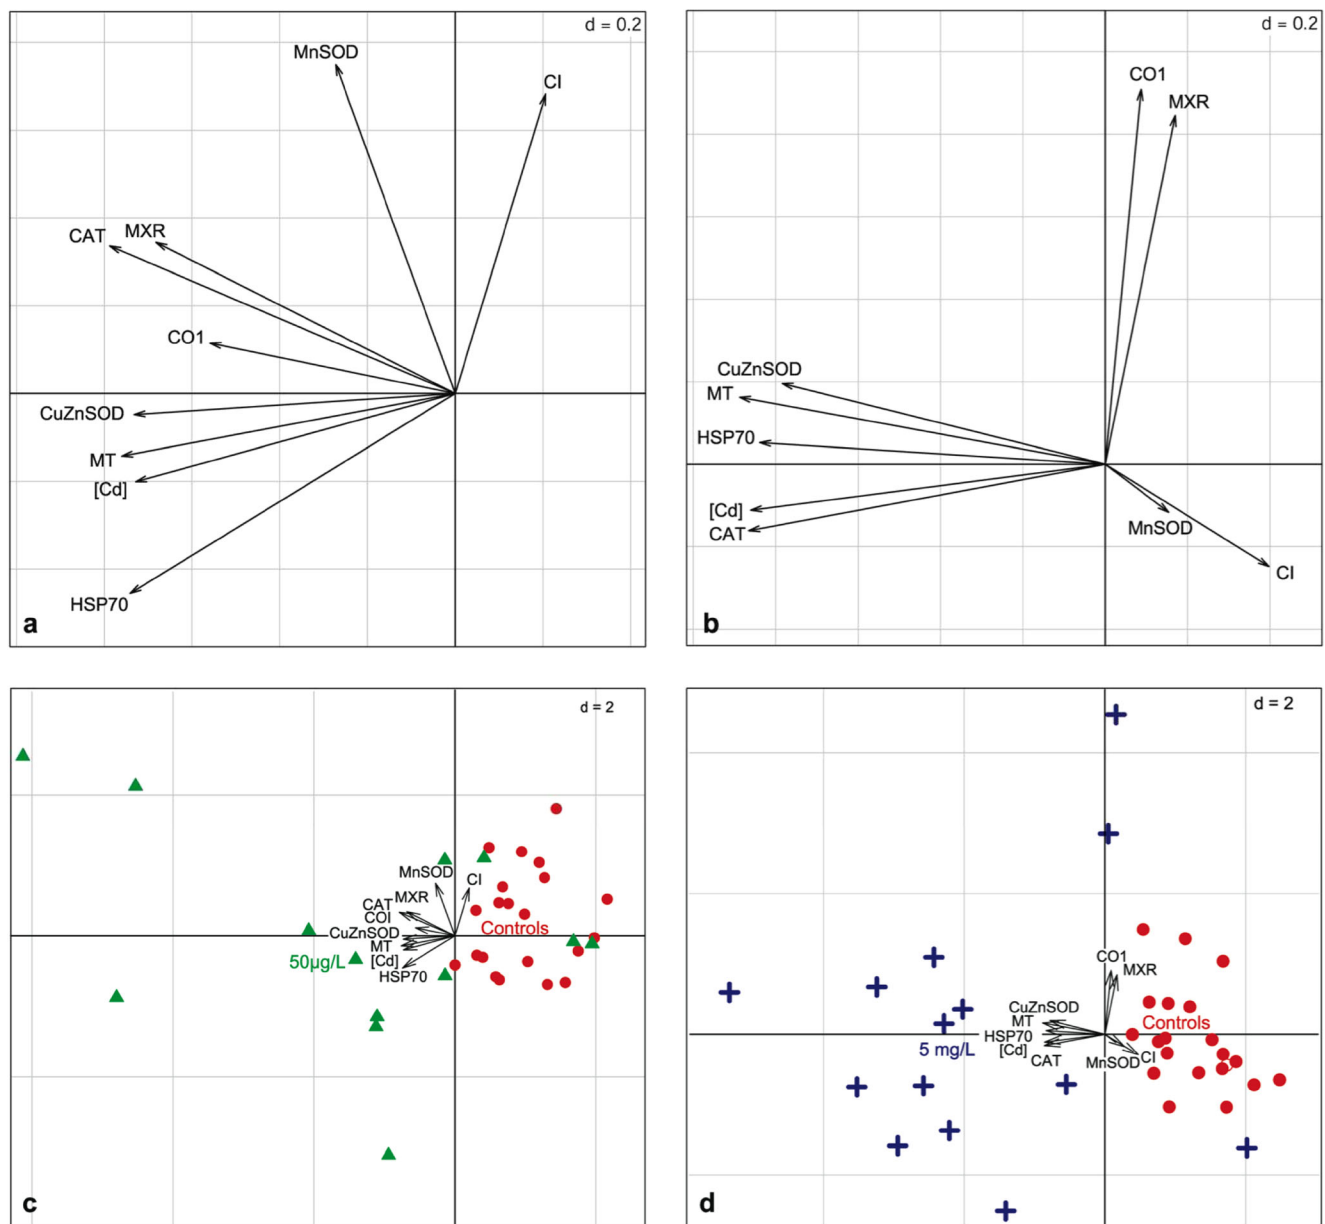 d = 0.2
MnSOD
CI
CAT
MXR
CO1
CuZnSOD
MT
[Cd]
HSP70
a
d = 0.2
CO1
MXR
CuZnSOD
MT
HSP70
[Cd]
CAT
MnSOD
CI
b
d = 2
MnSOD
CI
CAT
MXR
COI
CuZnSOD
Controls
MT
50µg/L
[Cd]
HSP70
c
d = 2
CO1
MXR
CuZnSOD
MT
Controls
HSP70
5 mg/L
[Cd]
CAT
MnSOD
CI
d